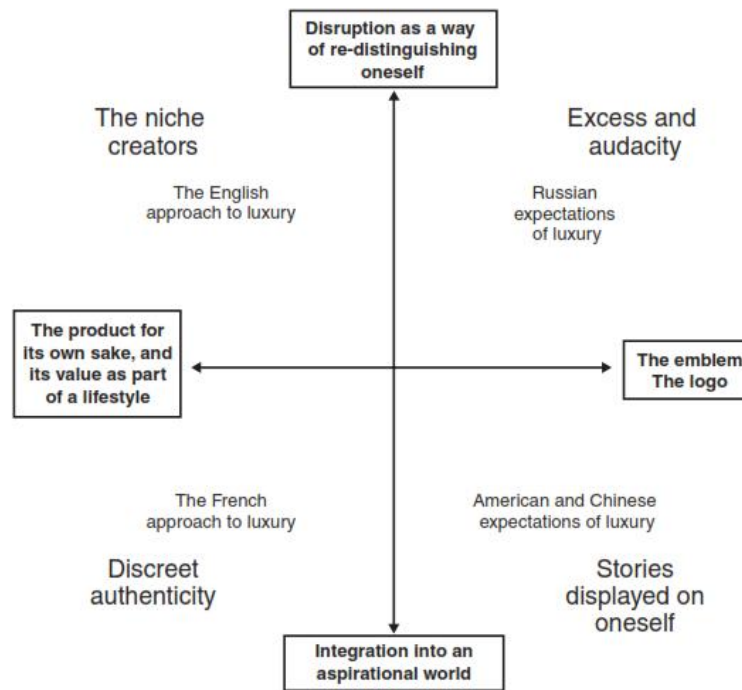 Disruption as a way
of re-distinguishing
oneself
The niche
creators
Excess and
audacity
The English
approach to luxury
Russian
expectations
of luxury
The product for
its own sake, and
its value as part
of a lifestyle
The emblem
The logo
The French
approach to luxury
American and Chinese
expectations of luxury
Discreet
authenticity
Stories
displayed on
oneself
Integration into an
aspirational world